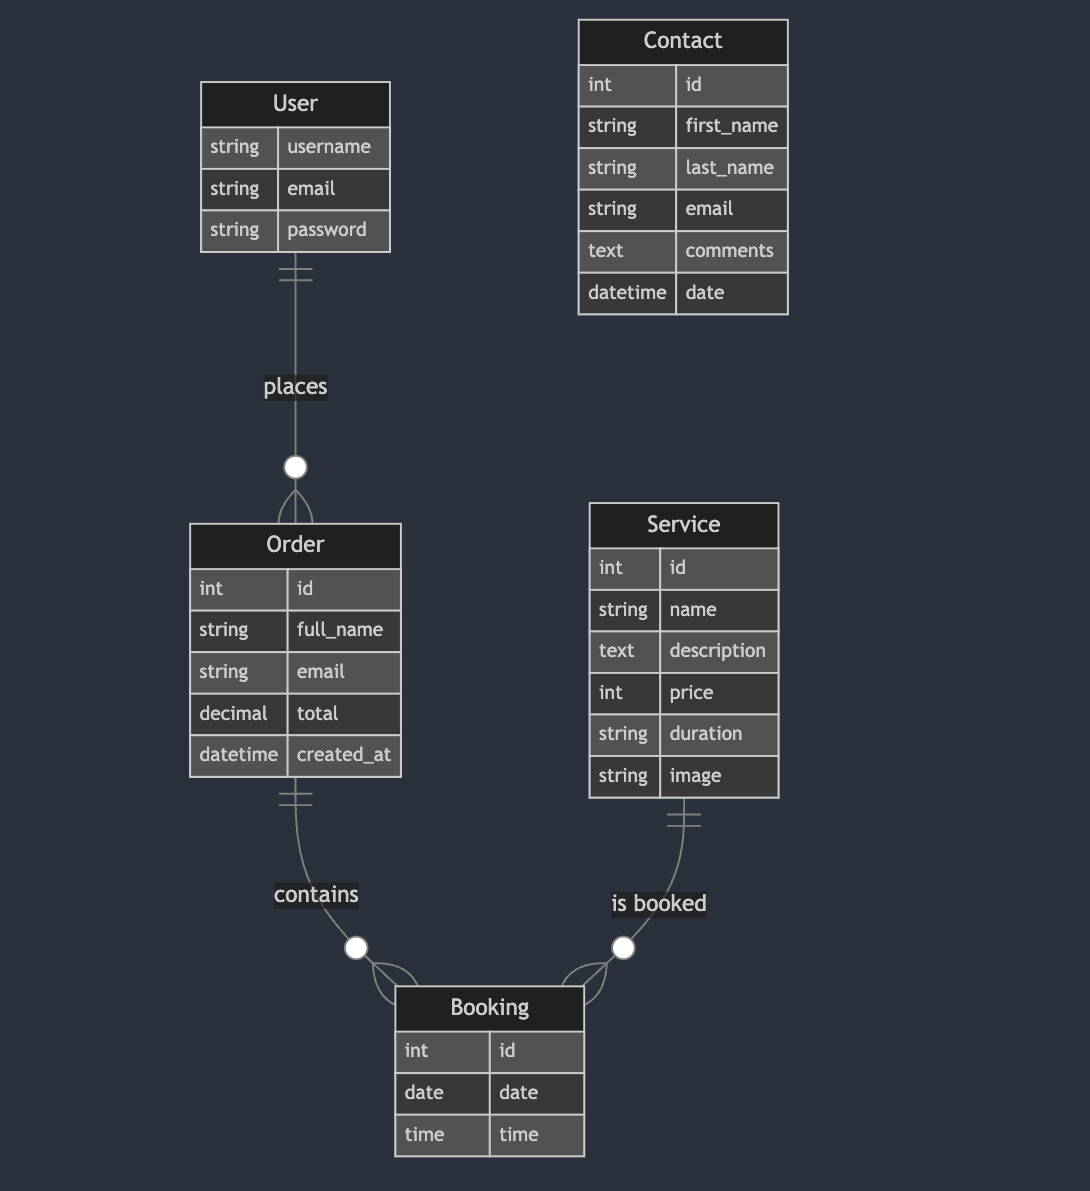 Contact
int id
string first_name
string last_name
string email
text comments
datetime date
User
string username
string email
string password
places
Order
int id
string full_name
string email
decimal total
datetime created_at
Service
int id
string name
text description
int price
string duration
string image
contains
is booked
Booking
int id
date date
time time